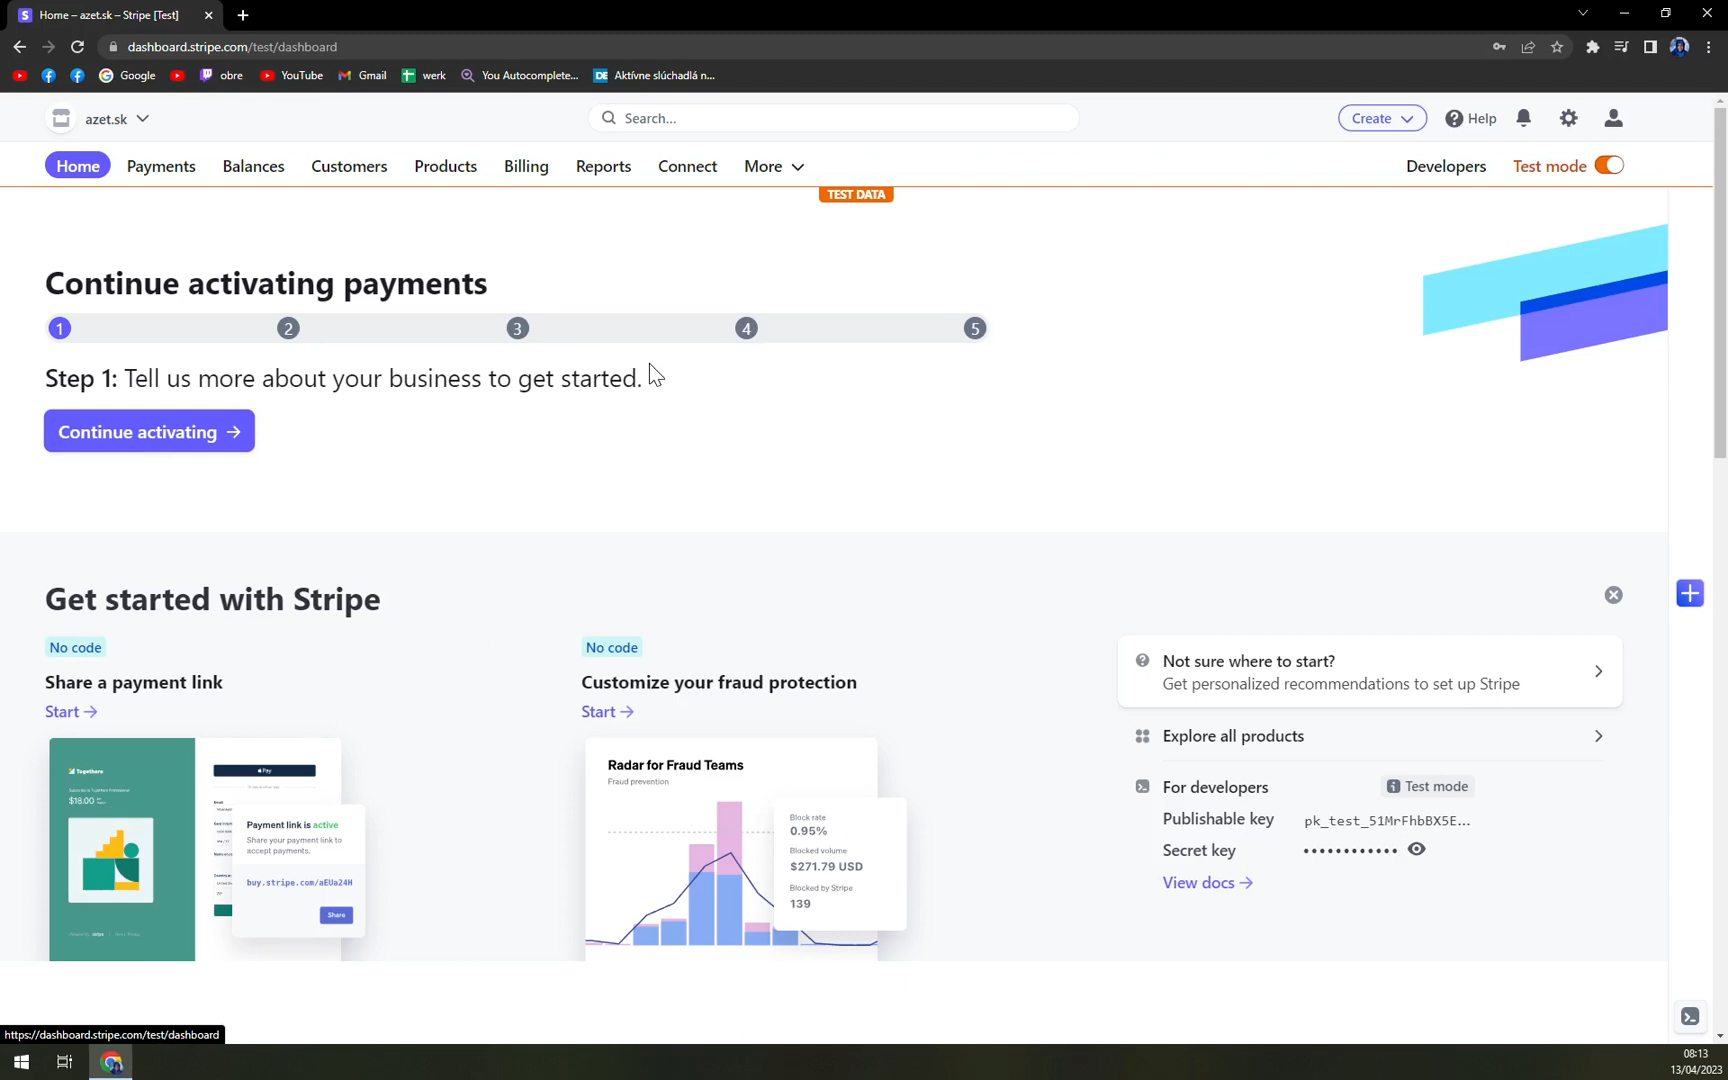 Home – azet.sk – Stripe [Test]
dashboard.stripe.com/test/dashboard
Google
obre
YouTube
Gmail
werk
You Autocomplete...
DE
Aktívne slúchadlá n...
azet.sk
Search...
Create
Help
Home
Payments
Balances
Customers
Products
Billing
Reports
Connect
More
Developers
Test mode
TEST DATA
Continue activating payments
1
2
3
4
5
Step 1: Tell us more about your business to get started.
Continue activating →
Get started with Stripe
No code
Share a payment link
Start →
Togethere
$18.00
Pay
Payment link is active
Share your payment link to
accept payments.
buy.stripe.com/aEUa24H
Share
No code
Customize your fraud protection
Start →
Radar for Fraud Teams
Fraud prevention
Block rate
0.95%
Blocked volume
$271.79 USD
Blocked by Stripe
139
Not sure where to start?
Get personalized recommendations to set up Stripe
Explore all products
For developers
Test mode
Publishable key
pk_test_51MrFhbBX5E...
Secret key
••••••••••••
View docs →
https://dashboard.stripe.com/test/dashboard
08:13
13/04/2023